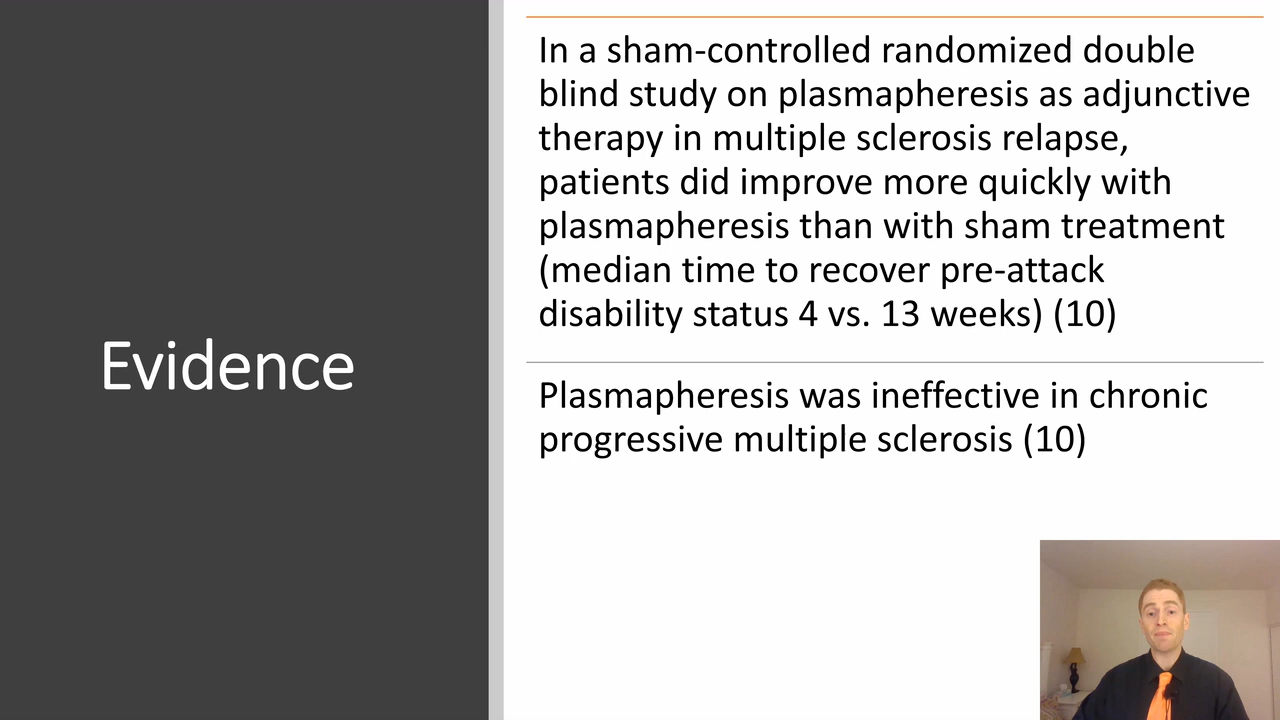 Evidence
In a sham-controlled randomized double
blind study on plasmapheresis as adjunctive
therapy in multiple sclerosis relapse,
patients did improve more quickly with
plasmapheresis than with sham treatment
(median time to recover pre-attack
disability status 4 vs. 13 weeks) (10)
Plasmapheresis was ineffective in chronic
progressive multiple sclerosis (10)